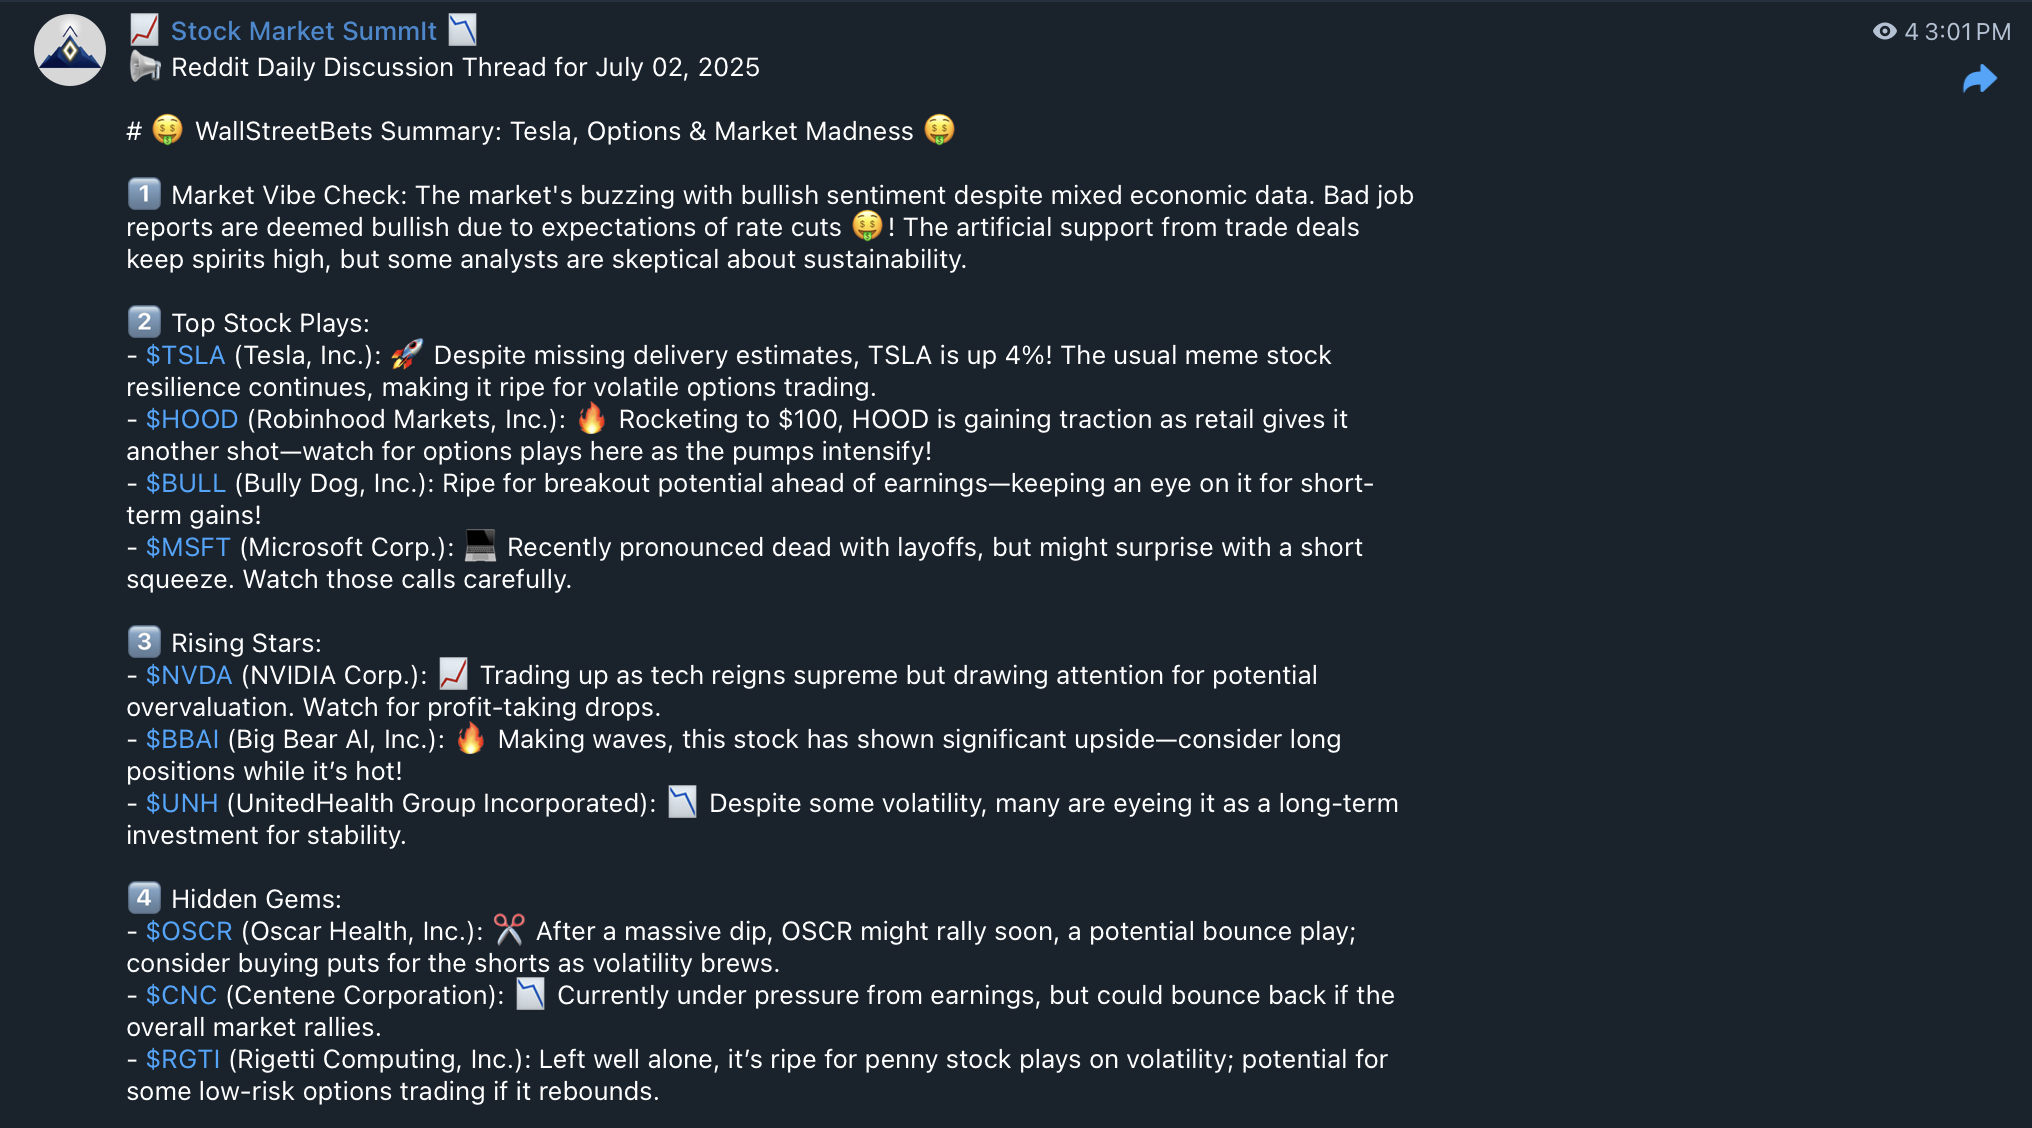 📈 Stock Market SummIt 📉
4 3:01 PM
📢 Reddit Daily Discussion Thread for July 02, 2025
# 🤑 WallStreetBets Summary: Tesla, Options & Market Madness 🤑
1️⃣ Market Vibe Check: The market's buzzing with bullish sentiment despite mixed economic data. Bad job
reports are deemed bullish due to expectations of rate cuts 🤑! The artificial support from trade deals
keep spirits high, but some analysts are skeptical about sustainability.
2️⃣ Top Stock Plays:
- $TSLA (Tesla, Inc.): 🚀 Despite missing delivery estimates, TSLA is up 4%! The usual meme stock
resilience continues, making it ripe for volatile options trading.
- $HOOD (Robinhood Markets, Inc.): 🔥 Rocketing to $100, HOOD is gaining traction as retail gives it
another shot—watch for options plays here as the pumps intensify!
- $BULL (Bully Dog, Inc.): Ripe for breakout potential ahead of earnings—keeping an eye on it for short-
term gains!
- $MSFT (Microsoft Corp.): 💻 Recently pronounced dead with layoffs, but might surprise with a short
squeeze. Watch those calls carefully.
3️⃣ Rising Stars:
- $NVDA (NVIDIA Corp.): 📈 Trading up as tech reigns supreme but drawing attention for potential
overvaluation. Watch for profit-taking drops.
- $BBAI (Big Bear AI, Inc.): 🔥 Making waves, this stock has shown significant upside—consider long
positions while it’s hot!
- $UNH (UnitedHealth Group Incorporated): 📉 Despite some volatility, many are eyeing it as a long-term
investment for stability.
4️⃣ Hidden Gems:
- $OSCR (Oscar Health, Inc.): ✂️ After a massive dip, OSCR might rally soon, a potential bounce play;
consider buying puts for the shorts as volatility brews.
- $CNC (Centene Corporation): 📉 Currently under pressure from earnings, but could bounce back if the
overall market rallies.
- $RGTI (Rigetti Computing, Inc.): Left well alone, it’s ripe for penny stock plays on volatility; potential for
some low-risk options trading if it rebounds.